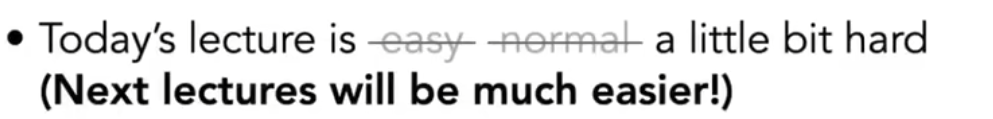 • Today's lecture is easy normal a little bit hard
(Next lectures will be much easier!)